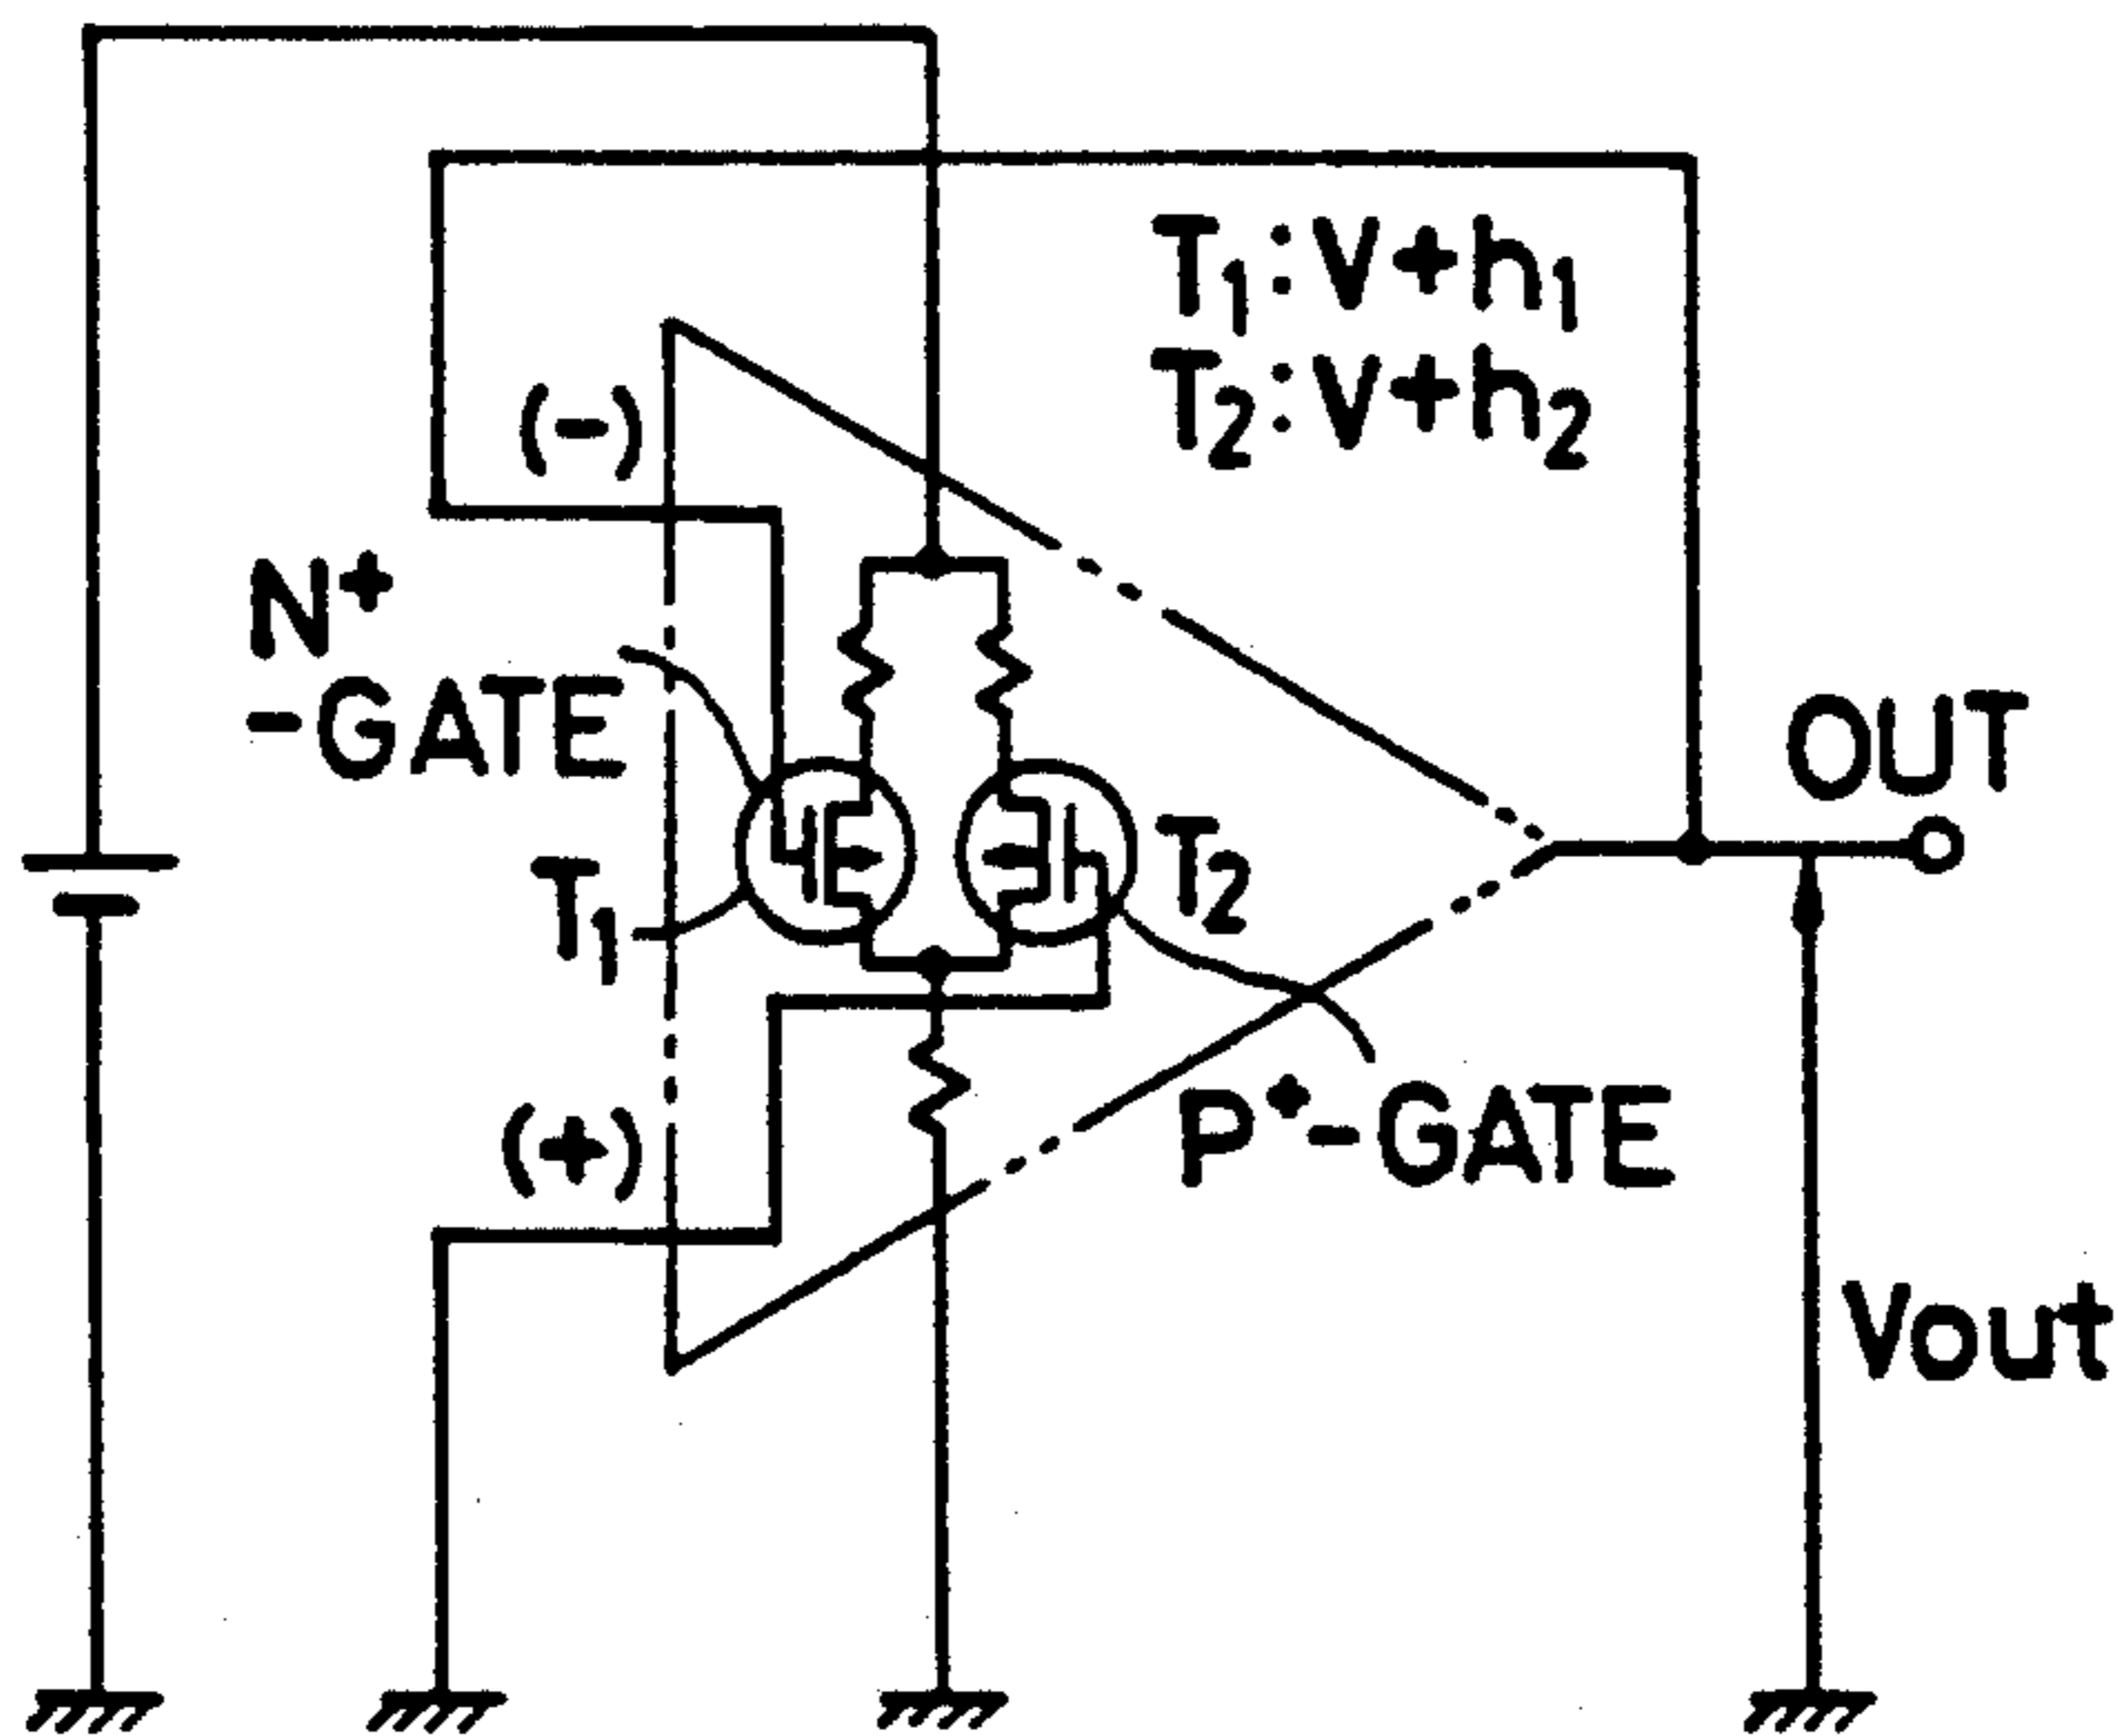 T1:V+h1
T2:V+h2
(-)
N+
-GATE
OUT
T1
T2
(+)
P+-GATE
Vout